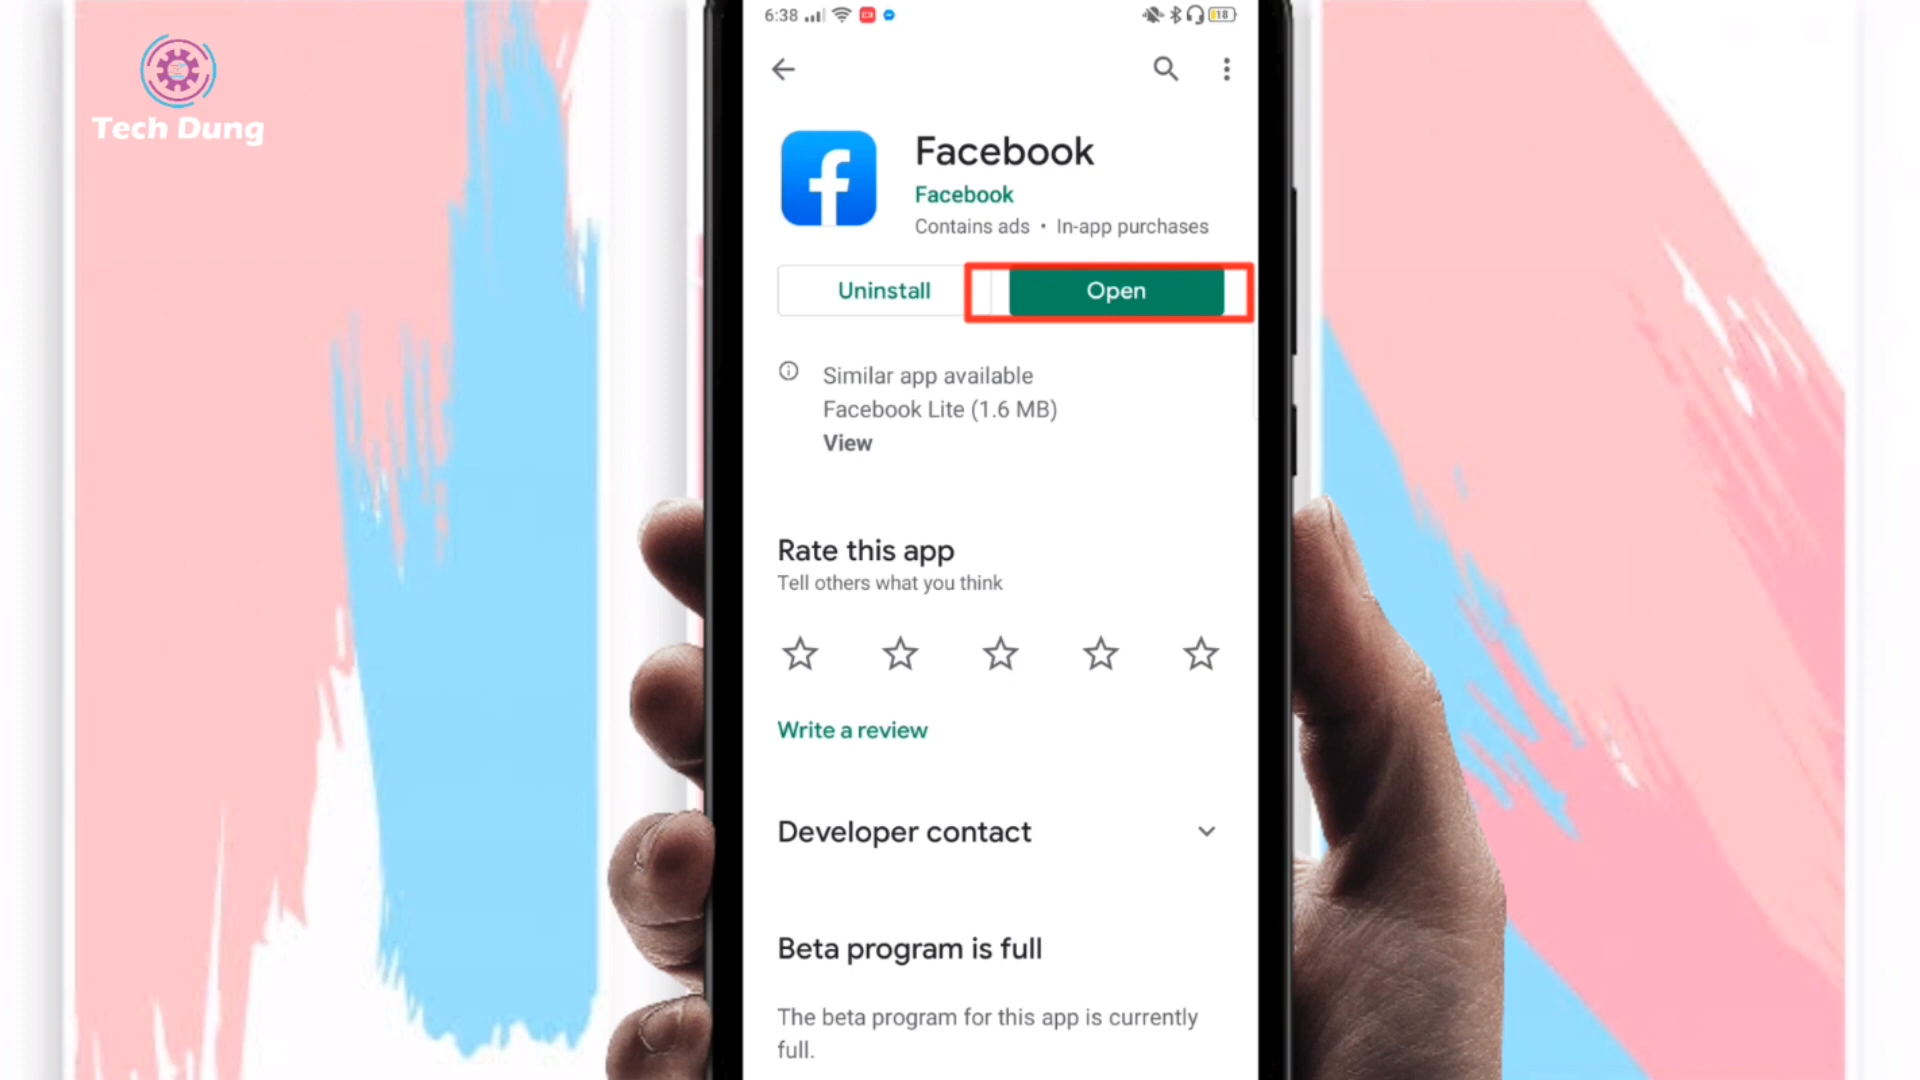 Tech Dung
6:38
18
Facebook
Facebook
Contains ads • In-app purchases
Uninstall
Open
Similar app available
Facebook Lite (1.6 MB)
View
Rate this app
Tell others what you think
Write a review
Developer contact
Beta program is full
The beta program for this app is currently
full.